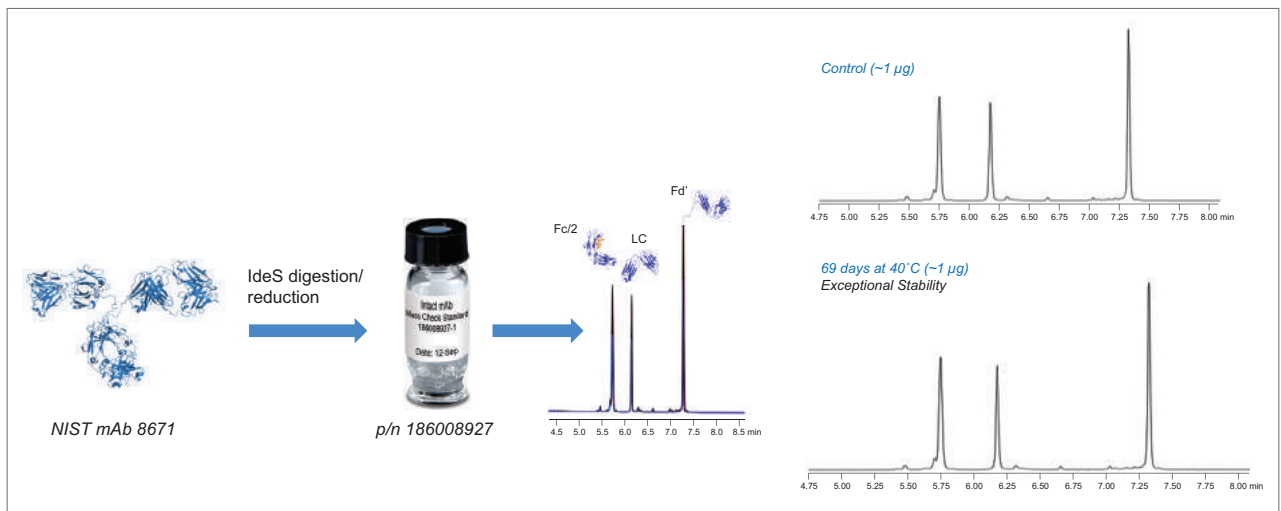 NIST mAb 8671
IdeS digestion/
reduction
Intact mAb
Mass Check Standard
186008927-1
Date: 12-Sep
p/n 186008927
Fc/2
LC
Fd'
4.5 5.0 5.5 6.0 6.5 7.0 7.5 8.0 8.5 min
Control (~1 µg)
4.75 5.00 5.25 5.50 5.75 6.00 6.25 6.50 6.75 7.00 7.25 7.50 7.75 8.00 min
69 days at 40˚C (~1 µg)
Exceptional Stability
4.75 5.00 5.25 5.50 5.75 6.00 6.25 6.50 6.75 7.00 7.25 7.50 7.75 8.00 min